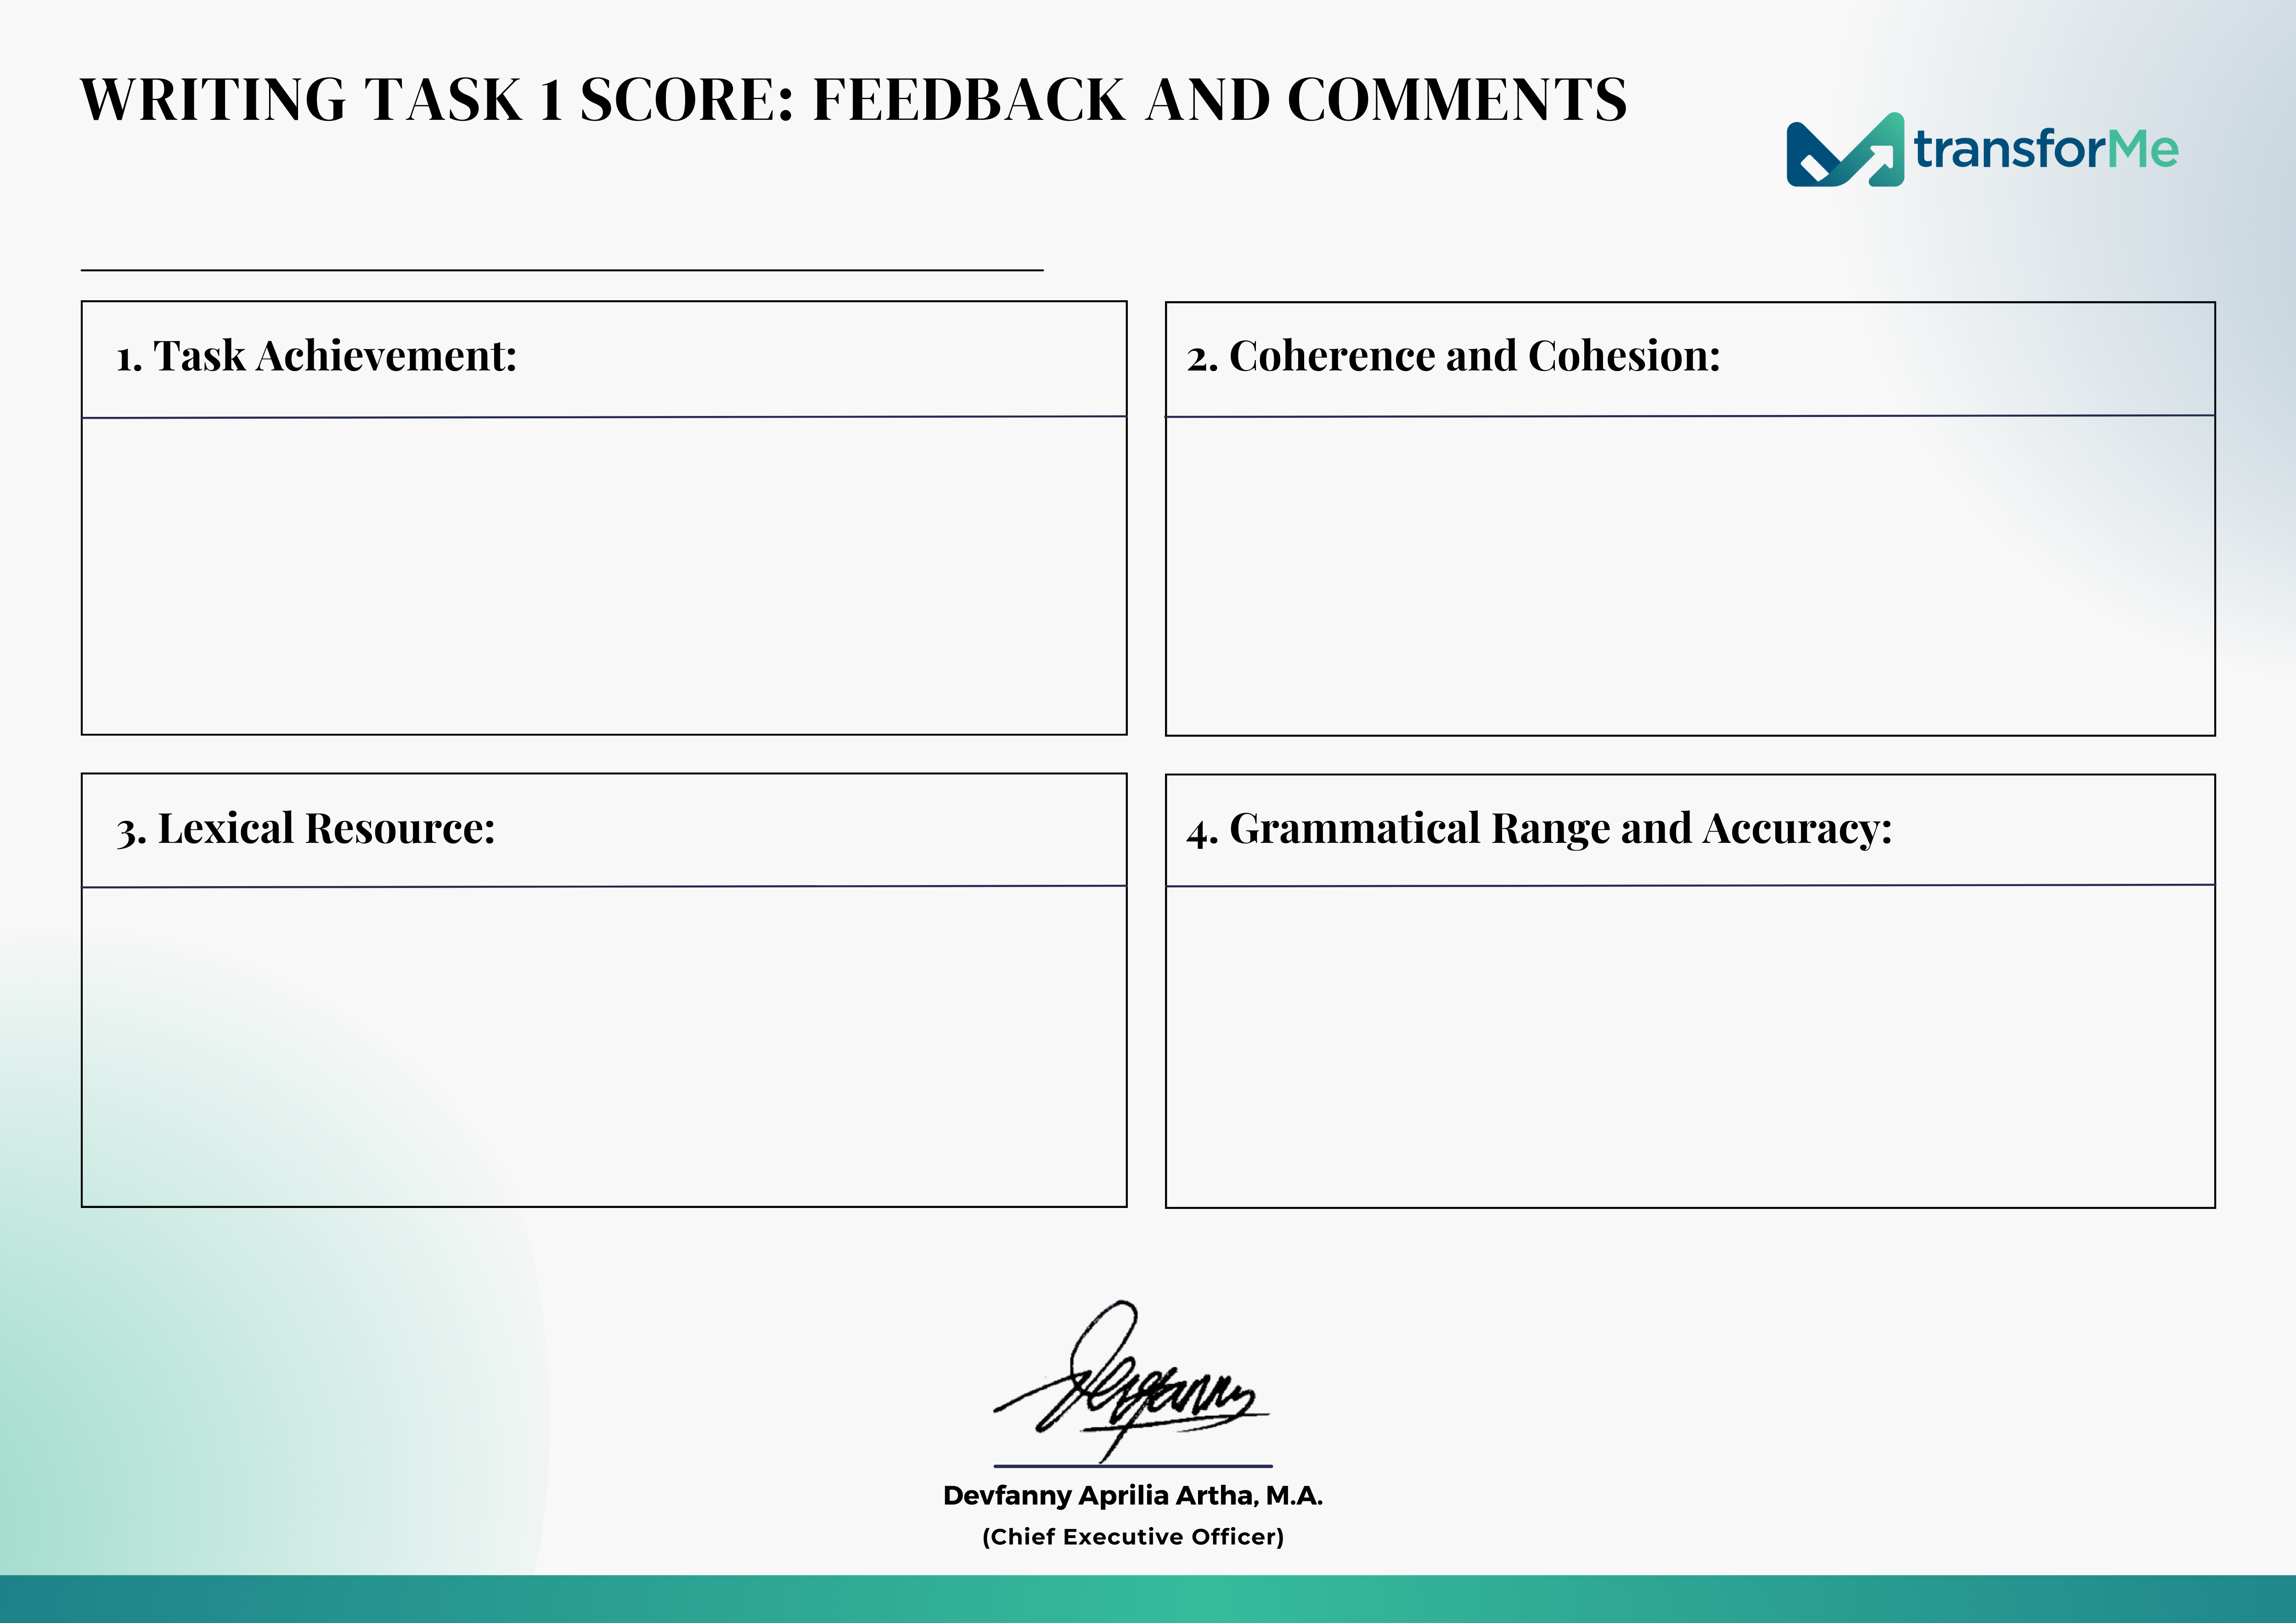 WRITING TASK 1 SCORE: FEEDBACK AND COMMENTS
transforMe
1. Task Achievement:
2. Coherence and Cohesion:
3. Lexical Resource:
4. Grammatical Range and Accuracy:
Devfanny
Devfanny Aprilia Artha, M.A.
(Chief Executive Officer)